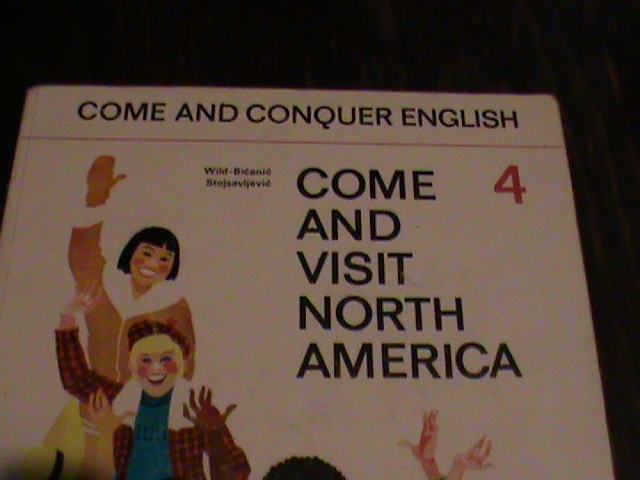 COME AND CONQUER ENGLISH
Wild-Bićanić
Stojsavljević
COME
AND
VISIT
NORTH
AMERICA
4